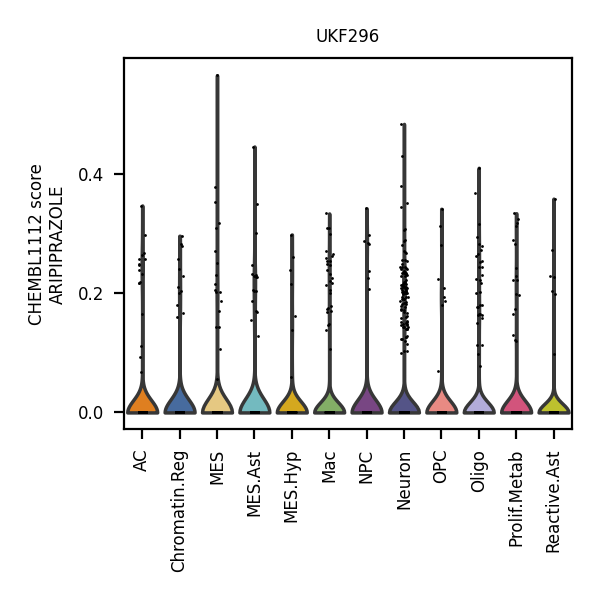 UKF296
CHEMBL1112 score
ARIPIPRAZOLE
0.4
0.2
0.0
AC
Chromatin.Reg
MES
MES.Ast
MES.Hyp
Mac
NPC
Neuron
OPC
Oligo
Prolif.Metab
Reactive.Ast